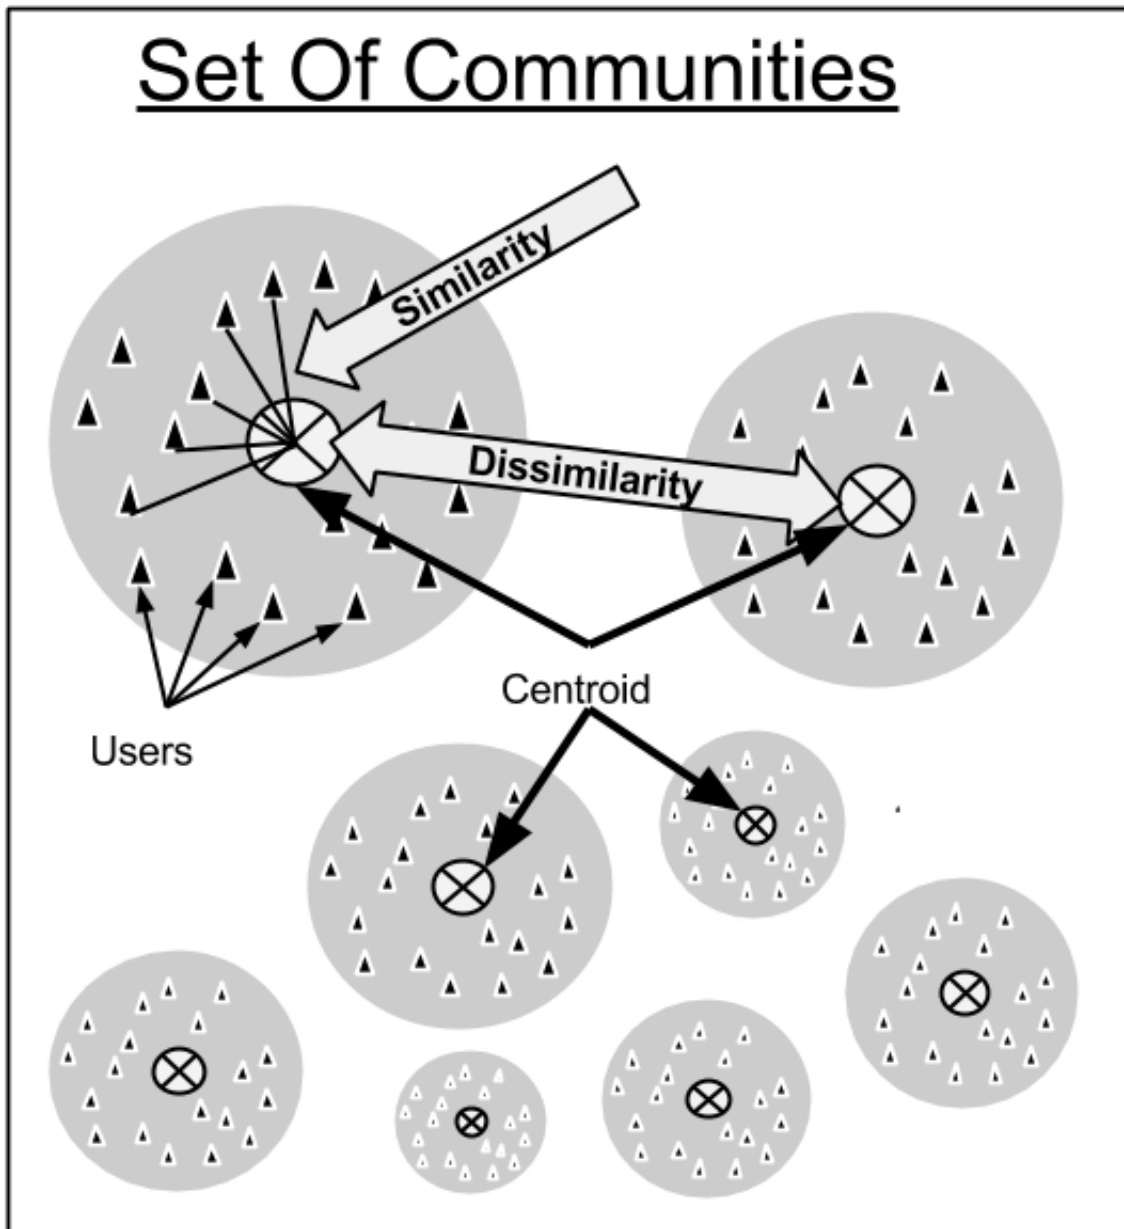 Set Of Communities
Similarity
Dissimilarity
Centroid
Users